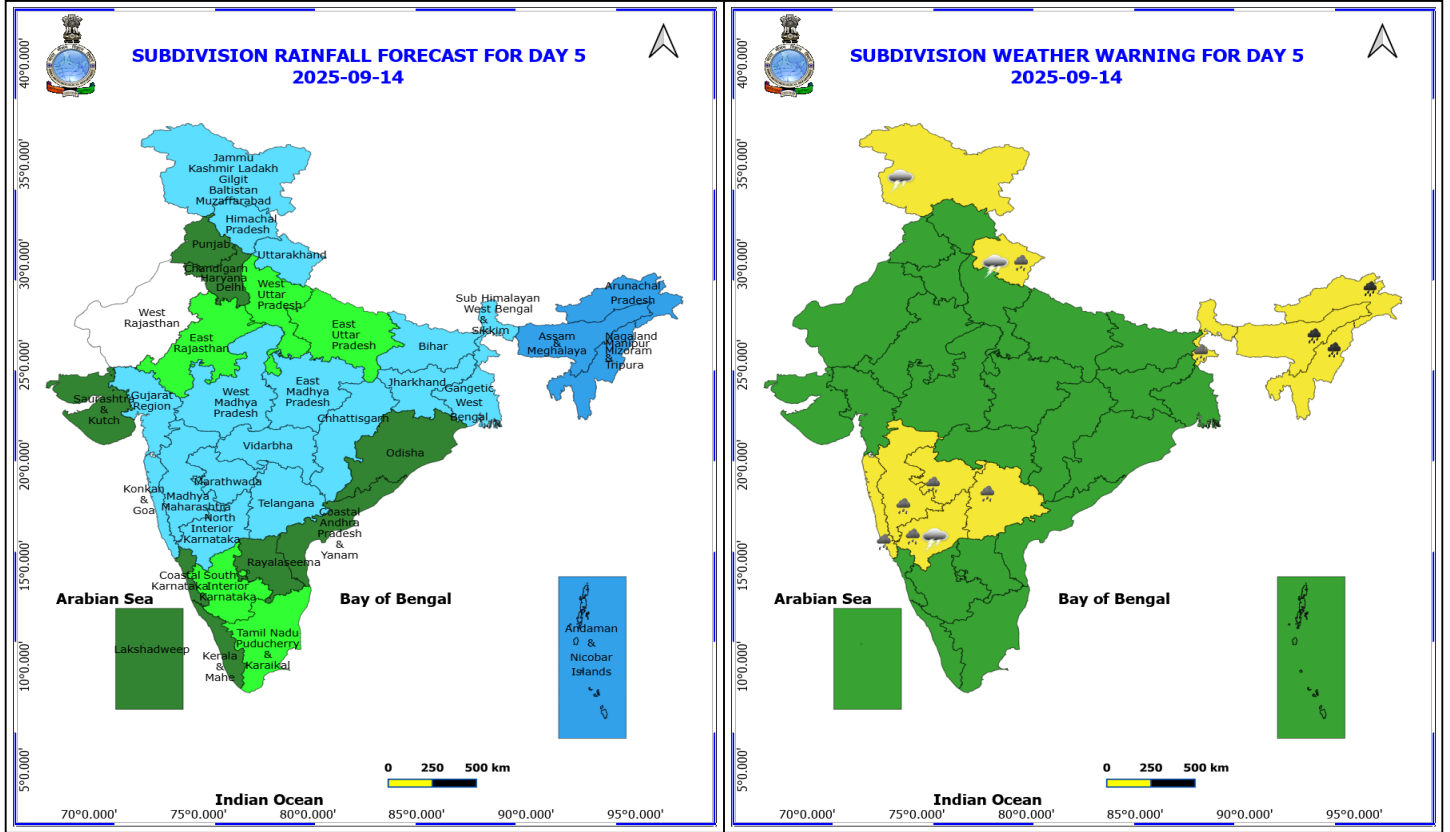 SUBDIVISION RAINFALL FORECAST FOR DAY 5
2025-09-14
40°0.000'
35°0.000'
30°0.000'
25°0.000'
20°0.000'
15°0.000'
10°0.000'
5°0.000'
Jammu
Kashmir Ladakh
Gilgit
Baltistan
Muzaffarabad
Himachal
Pradesh
Punjab
Uttarakhand
Chandigarh
Haryana
Delhi
West
Uttar
Pradesh
West
Rajasthan
East
Rajasthan
East
Uttar
Pradesh
Sub Himalayan
West Bengal
&
Sikkim
Arunachal
Pradesh
Assam
&
Meghalaya
Nagaland
Manipur
Mizoram
&
Tripura
Bihar
Jharkhand
Gangetic
West
Bengal
Saurashtra
&
Kutch
Gujarat
Region
West
Madhya
Pradesh
East
Madhya
Pradesh
Chhattisgarh
Vidarbha
Odisha
Konkan
&
Goa
Madhya
Maharashtra
Marathwada
Telangana
North
Interior
Karnataka
Coastal
Andhra
Pradesh
&
Yanam
Rayalaseema
Coastal
Karnataka
South
Interior
Karnataka
Arabian Sea
Bay of Bengal
Lakshadweep
Kerala
&
Mahe
Tamil Nadu
Puducherry
&
Karaikal
Andaman
&
Nicobar
Islands
0 250 500 km
Indian Ocean
70°0.000' 75°0.000' 80°0.000' 85°0.000' 90°0.000' 95°0.000'
SUBDIVISION WEATHER WARNING FOR DAY 5
2025-09-14
40°0.000'
35°0.000'
30°0.000'
25°0.000'
20°0.000'
15°0.000'
10°0.000'
5°0.000'
Arabian Sea
Bay of Bengal
0 250 500 km
Indian Ocean
70°0.000' 75°0.000' 80°0.000' 85°0.000' 90°0.000' 95°0.000'